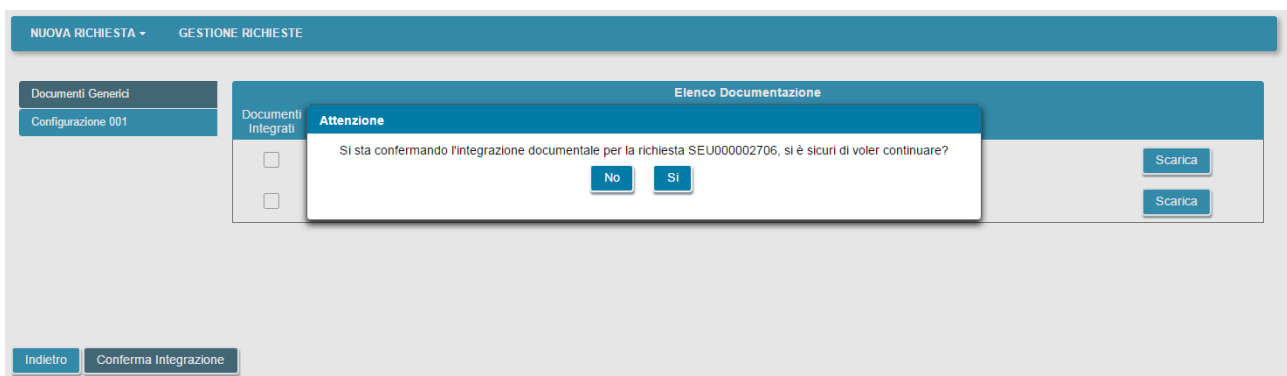 NUOVA RICHIESTA GESTIONE RICHIESTE
Documenti Generici
Configurazione 001
Elenco Documentazione
Documenti
Integrati
Attenzione
Si sta confermando l'integrazione documentale per la richiesta SEU000002706, si è sicuri di voler continuare?
No Si
Scarica
Scarica
Indietro Conferma Integrazione